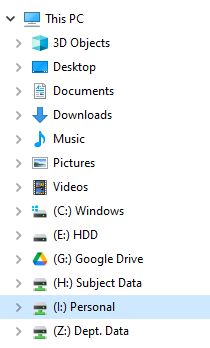 This PC
3D Objects
Desktop
Documents
Downloads
Music
Pictures
Videos
(C:) Windows
(E:) HDD
(G:) Google Drive
(H:) Subject Data
(I:) Personal
(Z:) Dept. Data